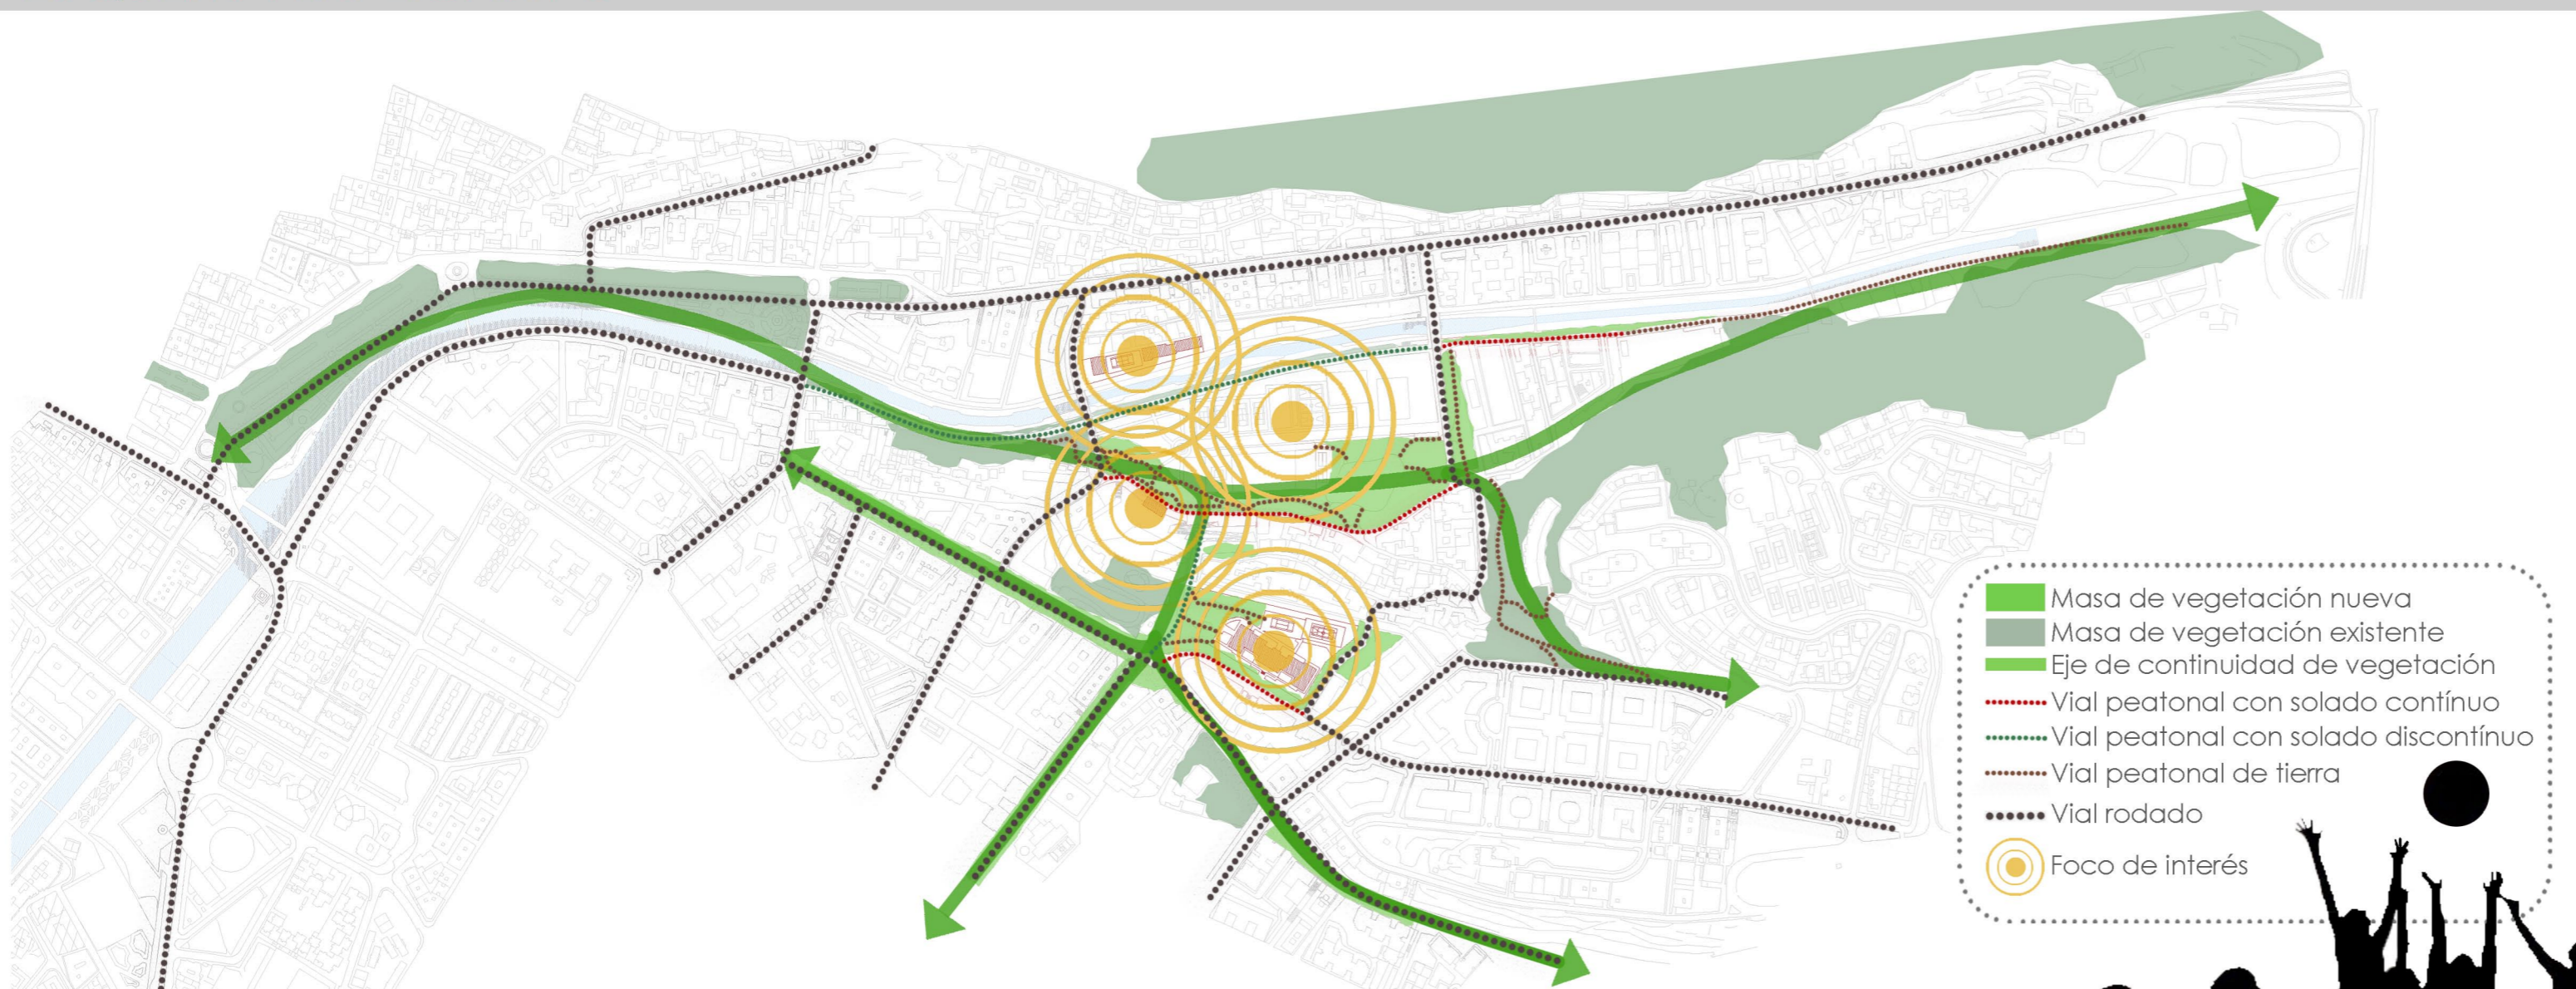 Masa de vegetación nueva
Masa de vegetación existente
Eje de continuidad de vegetación
Vial peatonal con solado contínuo
Vial peatonal con solado discontínuo
Vial peatonal de tierra
Vial rodado
Foco de interés